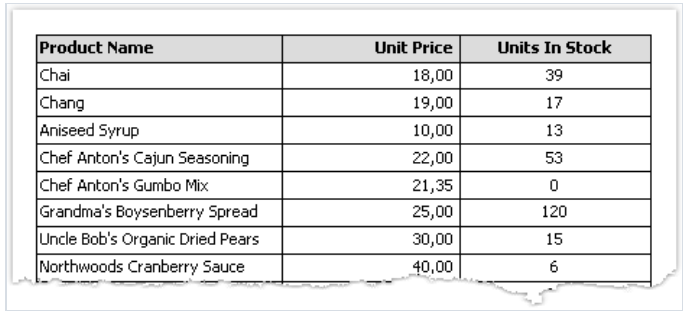 Product Name Unit Price Units In Stock
Chai 18,00 39
Chang 19,00 17
Aniseed Syrup 10,00 13
Chef Anton's Cajun Seasoning 22,00 53
Chef Anton's Gumbo Mix 21,35 0
Grandma's Boysenberry Spread 25,00 120
Uncle Bob's Organic Dried Pears 30,00 15
Northwoods Cranberry Sauce 40,00 6